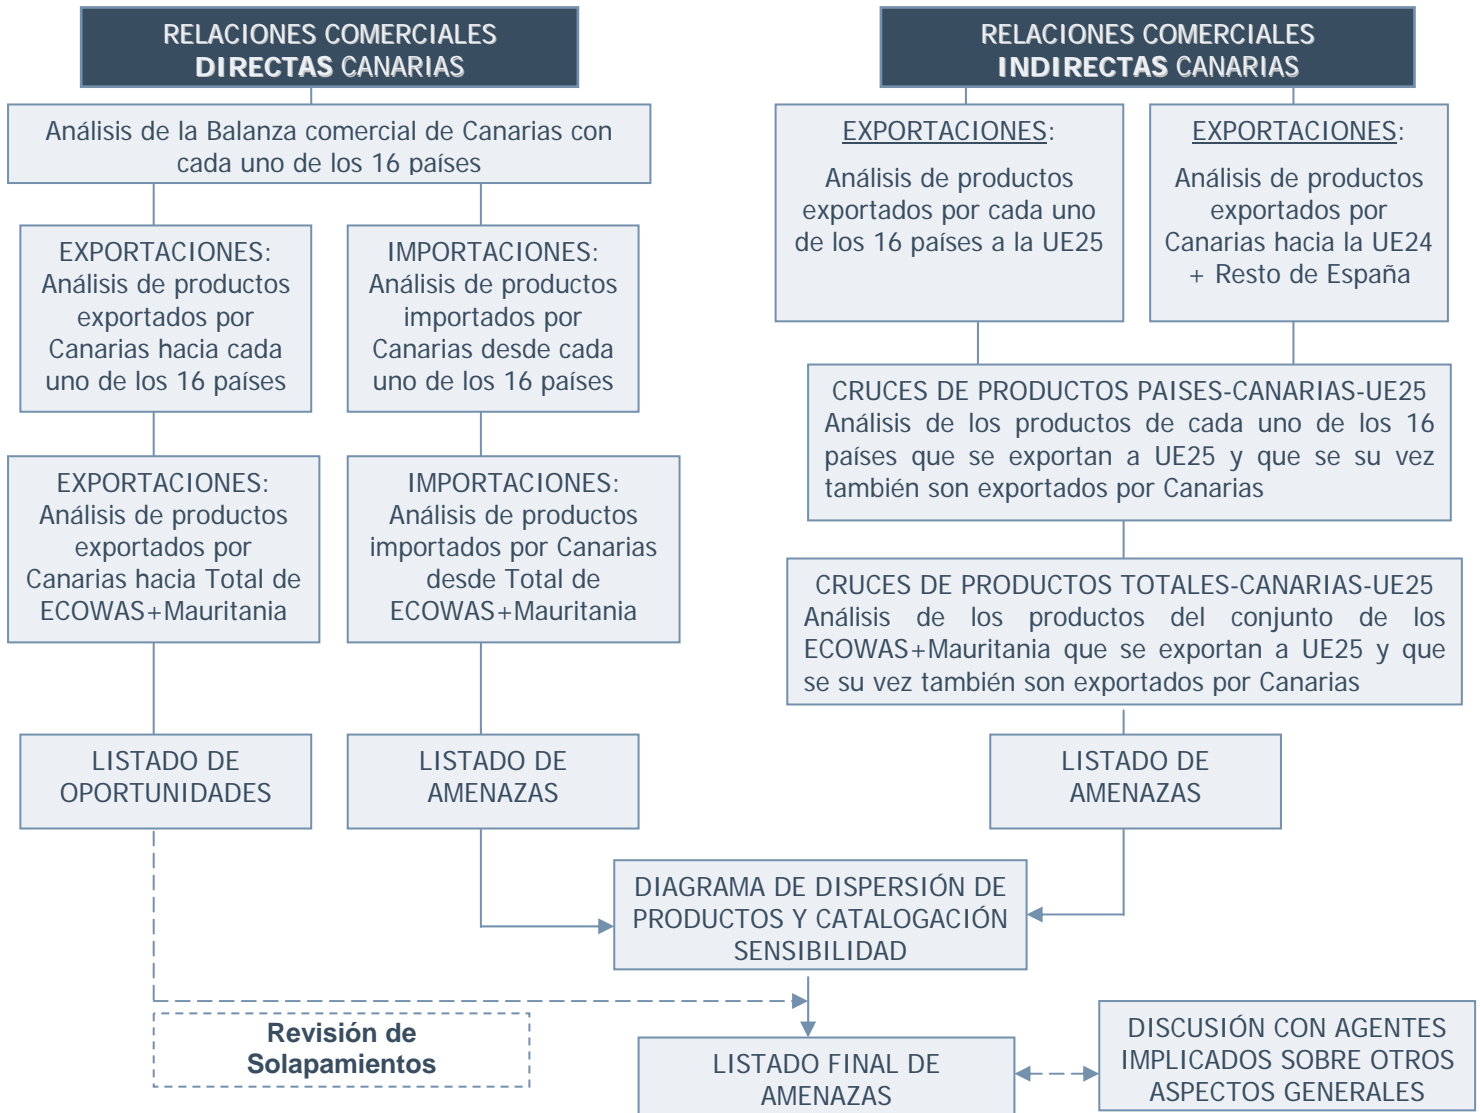 RELACIONES COMERCIALES
DIRECTAS CANARIAS
Análisis de la Balanza comercial de Canarias con
cada uno de los 16 países
EXPORTACIONES:
Análisis de productos
exportados por
Canarias hacia cada
uno de los 16 países
IMPORTACIONES:
Análisis de productos
importados por
Canarias desde cada
uno de los 16 países
EXPORTACIONES:
Análisis de productos
exportados por
Canarias hacia Total de
ECOWAS+Mauritania
IMPORTACIONES:
Análisis de productos
importados por Canarias
desde Total de
ECOWAS+Mauritania
LISTADO DE
OPORTUNIDADES
LISTADO DE
AMENAZAS
RELACIONES COMERCIALES
INDIRECTAS CANARIAS
EXPORTACIONES:
Análisis de productos
exportados por cada uno
de los 16 países a la UE25
EXPORTACIONES:
Análisis de productos
exportados por
Canarias hacia la UE24
+ Resto de España
CRUCES DE PRODUCTOS PAISES-CANARIAS-UE25
Análisis de los productos de cada uno de los 16
países que se exportan a UE25 y que se su vez
también son exportados por Canarias
CRUCES DE PRODUCTOS TOTALES-CANARIAS-UE25
Análisis de los productos del conjunto de los
ECOWAS+Mauritania que se exportan a UE25 y que
se su vez también son exportados por Canarias
LISTADO DE
AMENAZAS
DIAGRAMA DE DISPERSIÓN DE
PRODUCTOS Y CATALOGACIÓN
SENSIBILIDAD
Revisión de
Solapamientos
LISTADO FINAL DE
AMENAZAS
DISCUSIÓN CON AGENTES
IMPLICADOS SOBRE OTROS
ASPECTOS GENERALES